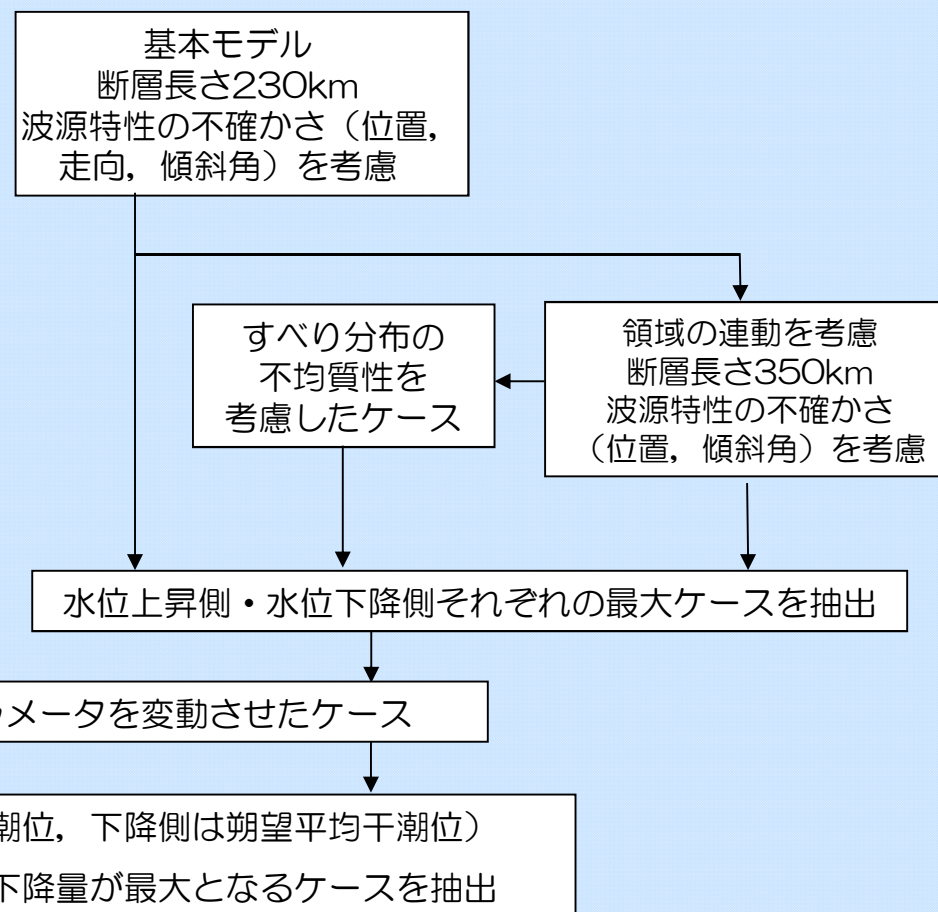 基本モデル
断層長さ230km
波源特性の不確かさ（位置，
走向，傾斜角）を考慮
すべり分布の
不均質性を
考慮したケース
領域の連動を考慮
断層長さ350km
波源特性の不確かさ
（位置，傾斜角）を考慮
水位上昇側・水位下降側それぞれの最大ケースを抽出
メータを変動させたケース
潮位，下降側は朔望平均干潮位）
下降量が最大となるケースを抽出